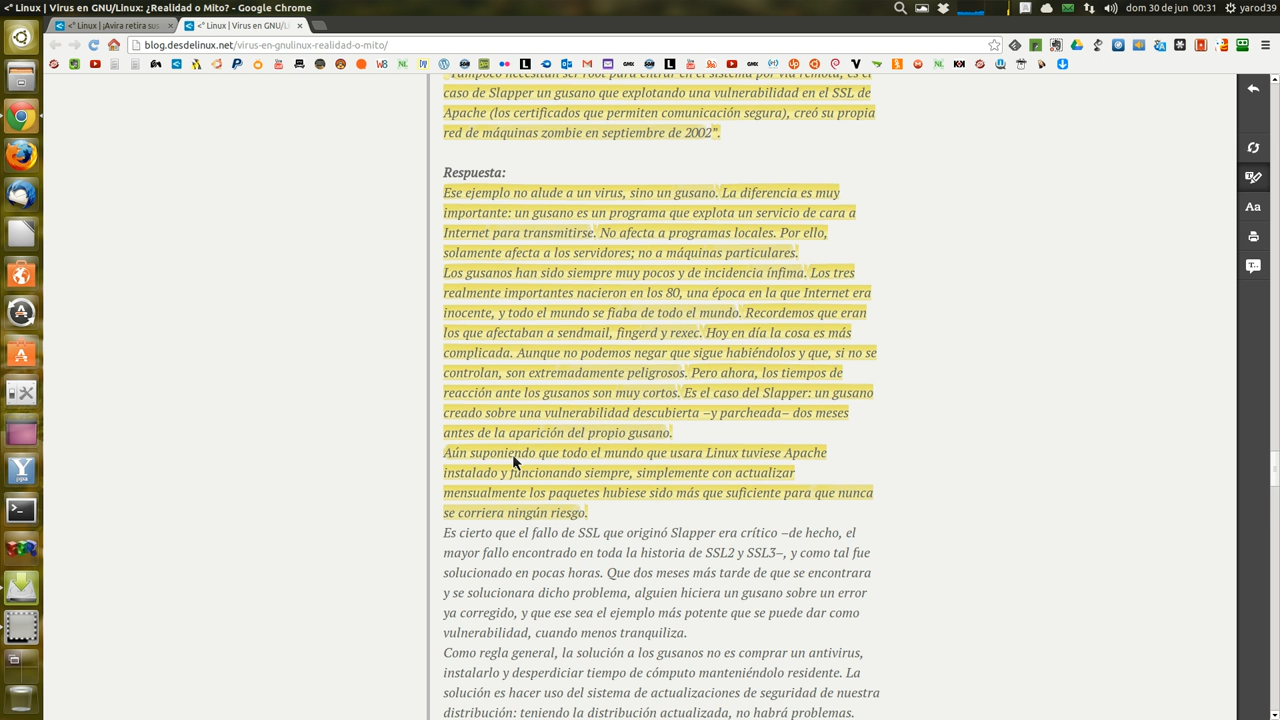 <° Linux | Virus en GNU/Linux: ¿Realidad o Mito? - Google Chrome
dom 30 de jun 00:31 yarod39
<° Linux | ¡Avira retira sus
<° Linux | Virus en GNU/Li
blog.desdelinux.net/virus-en-gnulinux-realidad-o-mito/
"Tampoco necesitan ser root para entrar en el sistema por vía remota, es el
caso de Slapper un gusano que explotando una vulnerabilidad en el SSL de
Apache (los certificados que permiten comunicación segura), creó su propia
red de máquinas zombie en septiembre de 2002".
Respuesta:
Ese ejemplo no alude a un virus, sino un gusano. La diferencia es muy
importante: un gusano es un programa que explota un servicio de cara a
Internet para transmitirse. No afecta a programas locales. Por ello,
solamente afecta a los servidores; no a máquinas particulares.
Los gusanos han sido siempre muy pocos y de incidencia ínfima. Los tres
realmente importantes nacieron en los 80, una época en la que Internet era
inocente, y todo el mundo se fiaba de todo el mundo. Recordemos que eran
los que afectaban a sendmail, fingerd y rexec. Hoy en día la cosa es más
complicada. Aunque no podemos negar que sigue habiéndolos y que, si no se
controlan, son extremadamente peligrosos. Pero ahora, los tiempos de
reacción ante los gusanos son muy cortos. Es el caso del Slapper: un gusano
creado sobre una vulnerabilidad descubierta –y parcheada– dos meses
antes de la aparición del propio gusano.
Aún suponiendo que todo el mundo que usara Linux tuviese Apache
instalado y funcionando siempre, simplemente con actualizar
mensualmente los paquetes hubiese sido más que suficiente para que nunca
se corriera ningún riesgo.
Es cierto que el fallo de SSL que originó Slapper era crítico –de hecho, el
mayor fallo encontrado en toda la historia de SSL2 y SSL3–, y como tal fue
solucionado en pocas horas. Que dos meses más tarde de que se encontrara
y se solucionara dicho problema, alguien hiciera un gusano sobre un error
ya corregido, y que ese sea el ejemplo más potente que se puede dar como
vulnerabilidad, cuando menos tranquiliza.
Como regla general, la solución a los gusanos no es comprar un antivirus,
instalarlo y desperdiciar tiempo de cómputo manteniéndolo residente. La
solución es hacer uso del sistema de actualizaciones de seguridad de nuestra
distribución: teniendo la distribución actualizada, no habrá problemas.
Aa